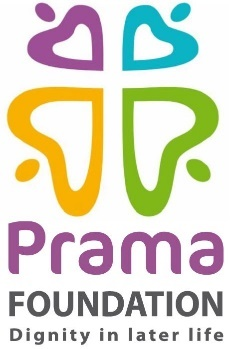 Prama
FOUNDATION
Dignity in later life